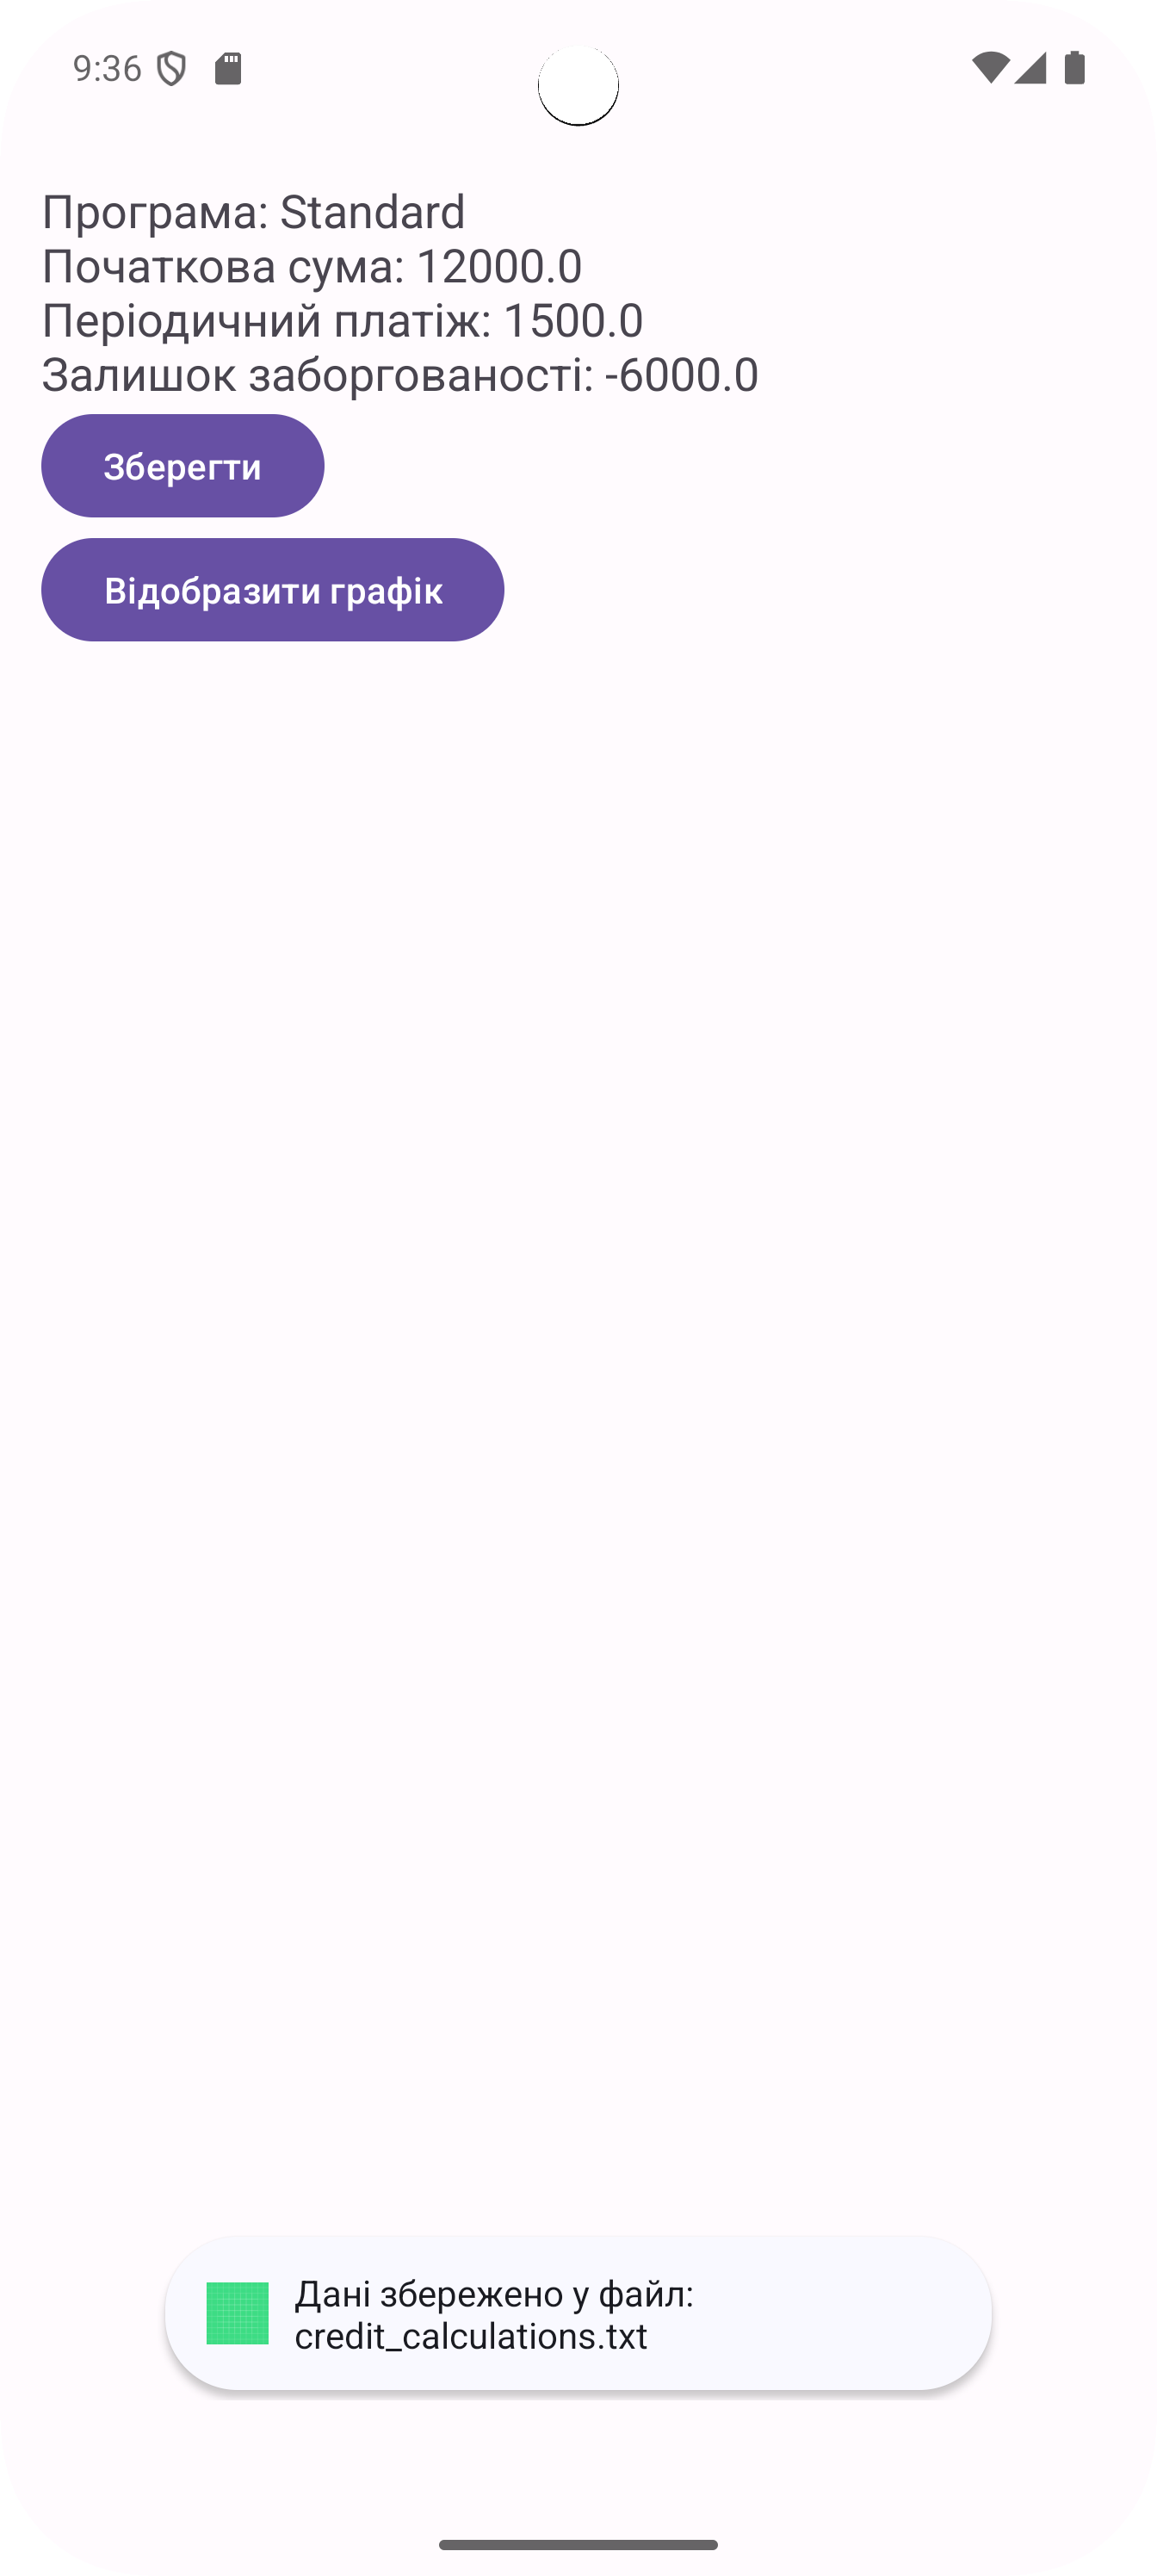 9:36
Програма: Standard
Початкова сума: 12000.0
Періодичний платіж: 1500.0
Залишок заборгованості: -6000.0
Зберегти
Відобразити графік
Дані збережено у файл:
credit_calculations.txt